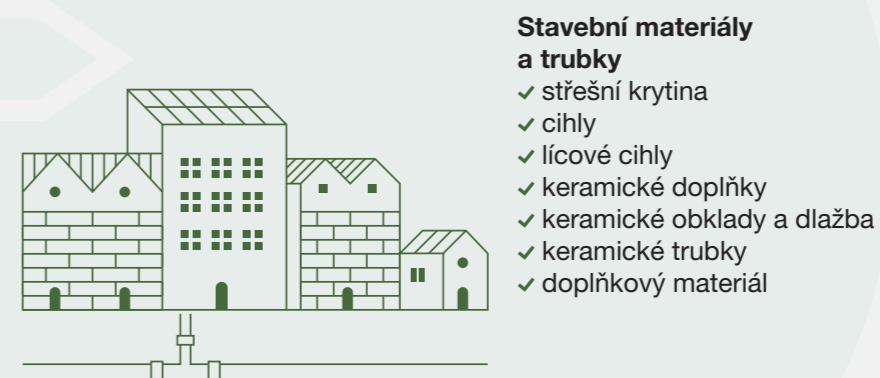 Stavební materiály
a trubky
✓ střešní krytina
✓ cihly
✓ lícové cihly
✓ keramické doplňky
✓ keramické obklady a dlažba
✓ keramické trubky
✓ doplňkový materiál